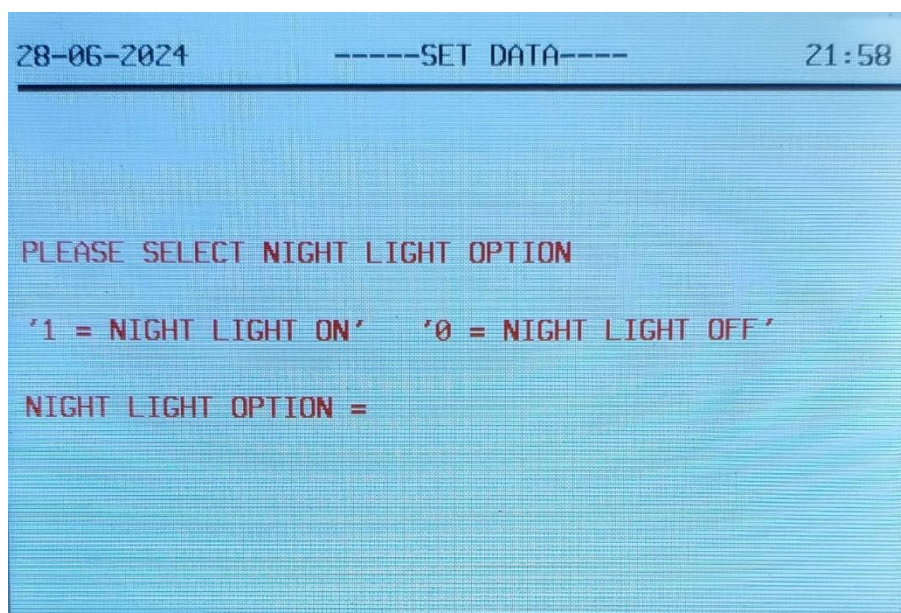 28-06-2024 -----SET DATA---- 21:58
PLEASE SELECT NIGHT LIGHT OPTION
'1 = NIGHT LIGHT ON' '0 = NIGHT LIGHT OFF'
NIGHT LIGHT OPTION =